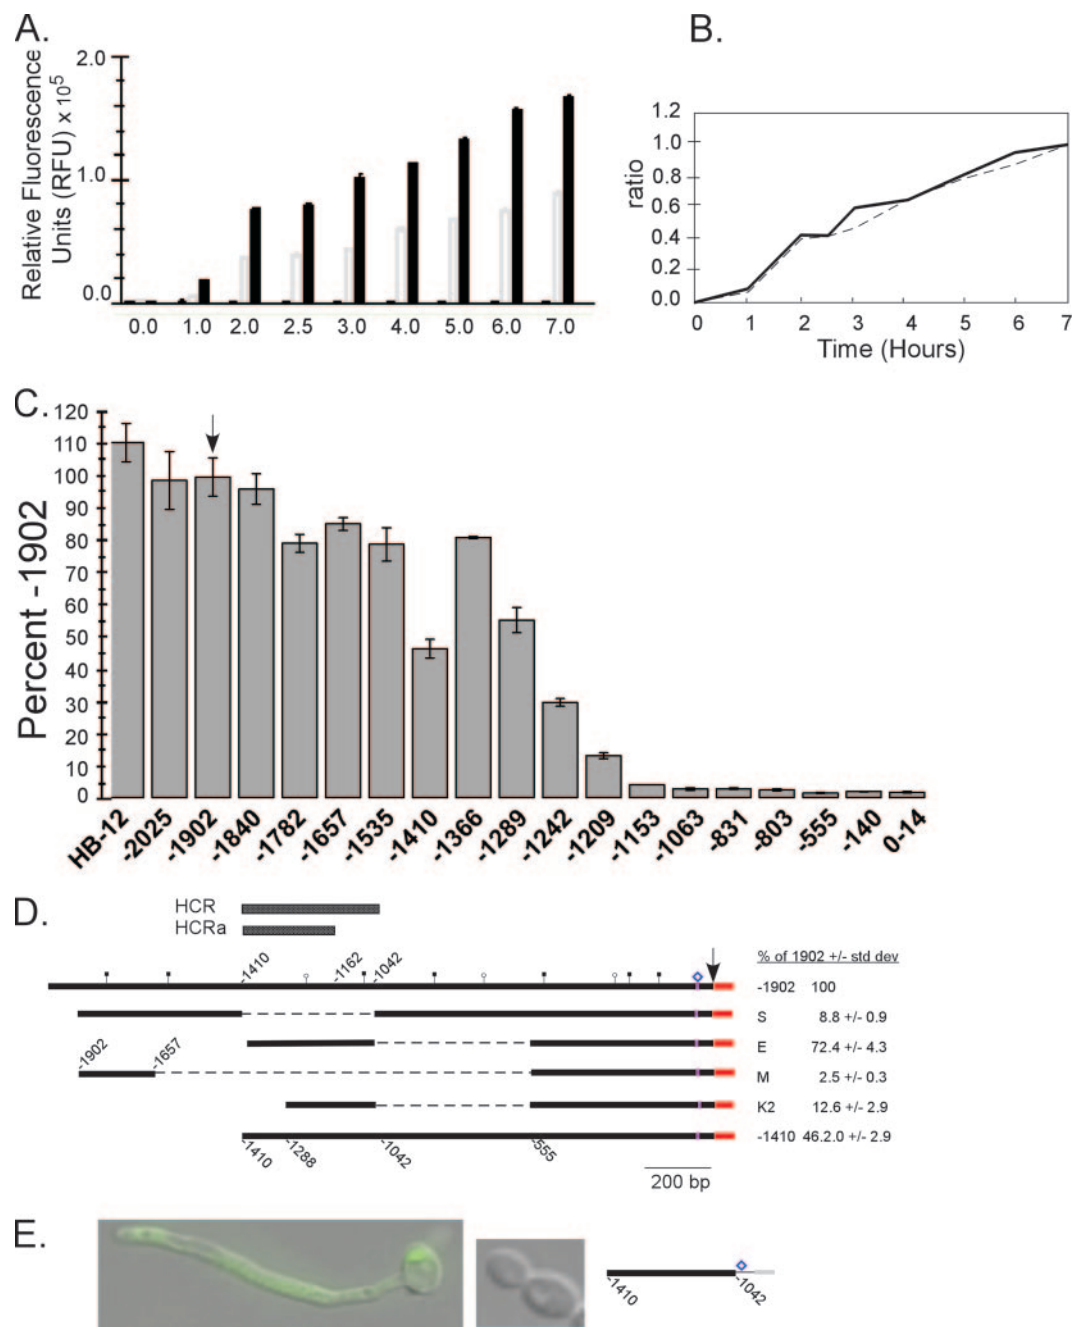 A.
Relative Fluorescence
Units (RFU) x 10⁵
2.0
1.0
0.0
0.0 1.0 2.0 2.5 3.0 4.0 5.0 6.0 7.0
B.
ratio
1.2
1.0
0.8
0.6
0.4
0.2
0.0
0 1 2 3 4 5 6 7
Time (Hours)
C.
Percent -1902
120
110
100
90
80
70
60
50
40
30
20
10
0
HB-12 -2025 -1902 -1840 -1782 -1657 -1535 -1410 -1366 -1289 -1242 -1209 -1153 -1063 -831 -803 -555 -140 0-14
D.
HCR
HCRa
-1410 -1162 -1042
% of 1902 +/- std dev
-1902 100
S 8.8 +/- 0.9
E 72.4 +/- 4.3
-1902 -1657
M 2.5 +/- 0.3
K2 12.6 +/- 2.9
-1410 46.2.0 +/- 2.9
-1410 -1288 -1042 -555
200 bp
E.
-1410 -1042